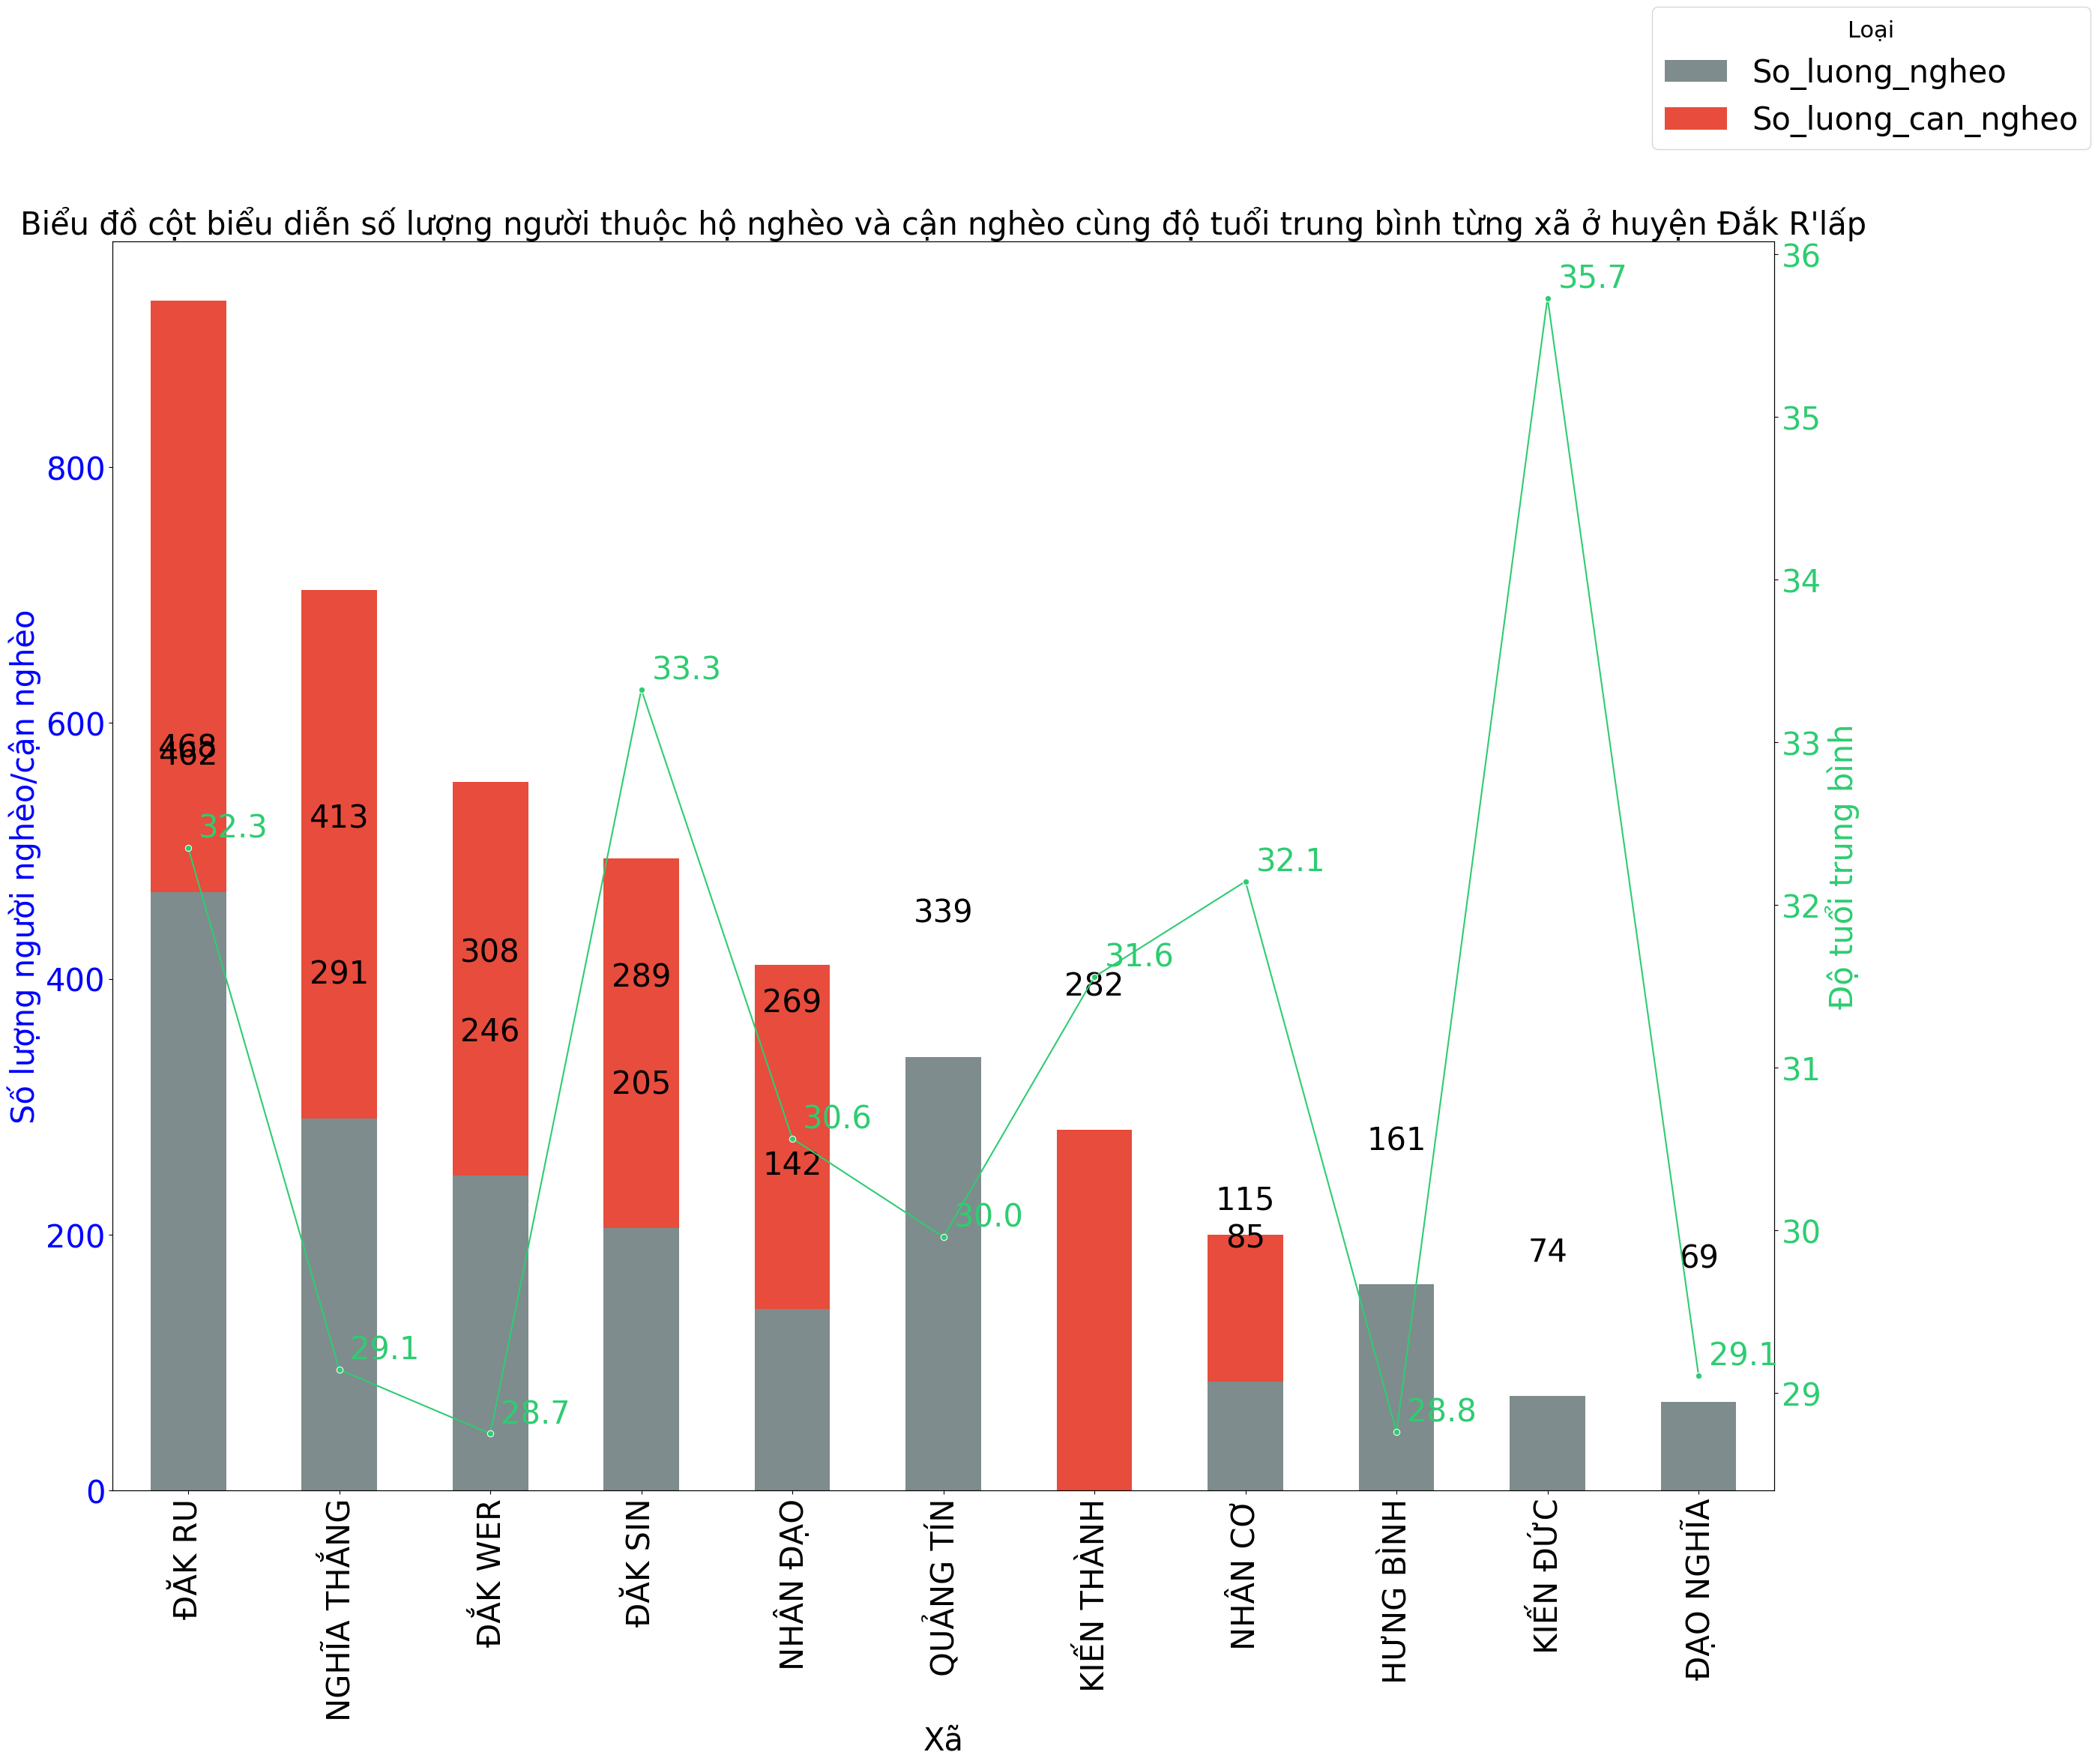 Loại
So_luong_ngheo
So_luong_can_ngheo
Biểu đồ cột biểu diễn số lượng người thuộc hộ nghèo và cận nghèo cùng độ tuổi trung bình từng xã ở huyện Đắk R'lấp
Số lượng người nghèo/cận nghèo
800
600
400
200
0
468
462
32.3
413
291
29.1
308
246
28.7
33.3
289
205
269
30.6
142
339
30.0
31.6
282
32.1
115
85
161
28.8
35.7
74
69
29.1
36
35
34
33
32
31
30
29
Độ tuổi trung bình
ĐĂK RU
NGHĨA THẮNG
ĐẮK WER
ĐĂK SIN
NHÂN ĐẠO
QUẢNG TÍN
KIẾN THÀNH
NHÂN CƠ
HƯNG BÌNH
KIẾN ĐỨC
ĐẠO NGHĨA
Xã